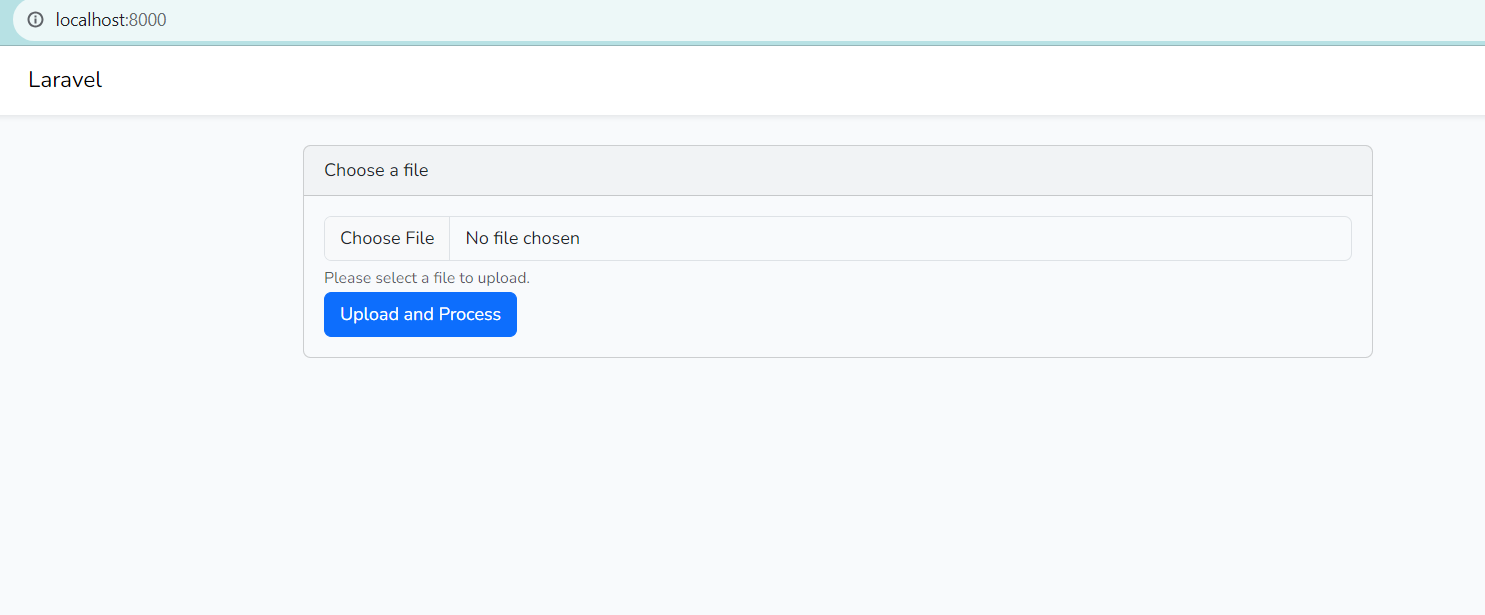 localhost:8000
Laravel
Choose a file
Choose File No file chosen
Please select a file to upload.
Upload and Process